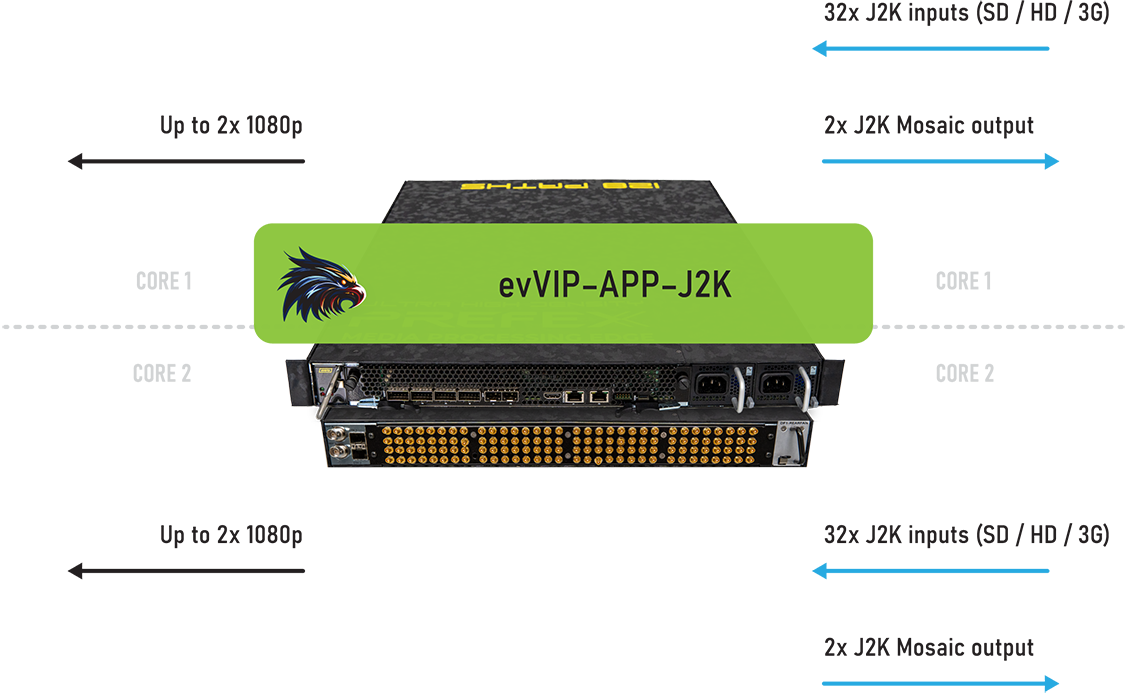 32x J2K inputs (SD / HD / 3G)
Up to 2x 1080p
2x J2K Mosaic output
128 PATHS
evVIP-APP-J2K
CORE 1
CORE 1
CORE 2
CORE 2
Up to 2x 1080p
32x J2K inputs (SD / HD / 3G)
2x J2K Mosaic output